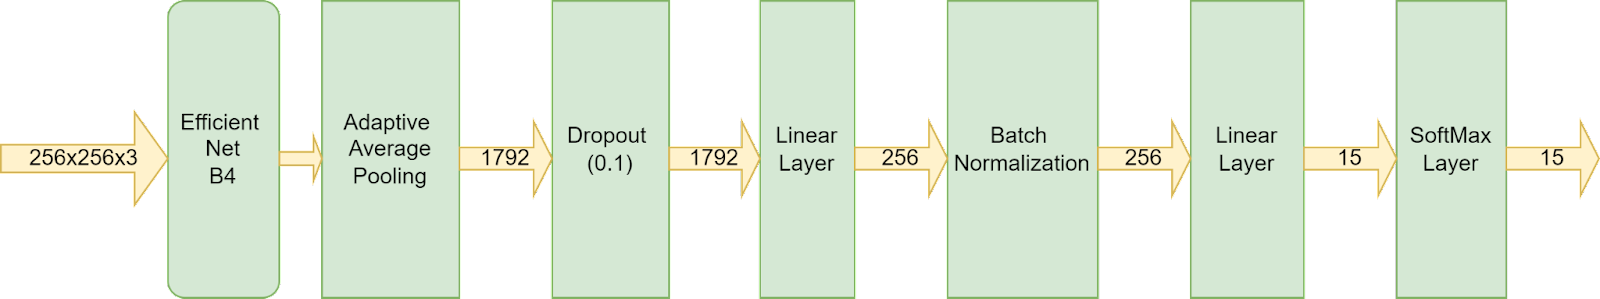 256x256x3
Efficient
Net
B4
Adaptive
Average
Pooling
1792
Dropout
(0.1)
1792
Linear
Layer
256
Batch
Normalization
256
Linear
Layer
15
SoftMax
Layer
15